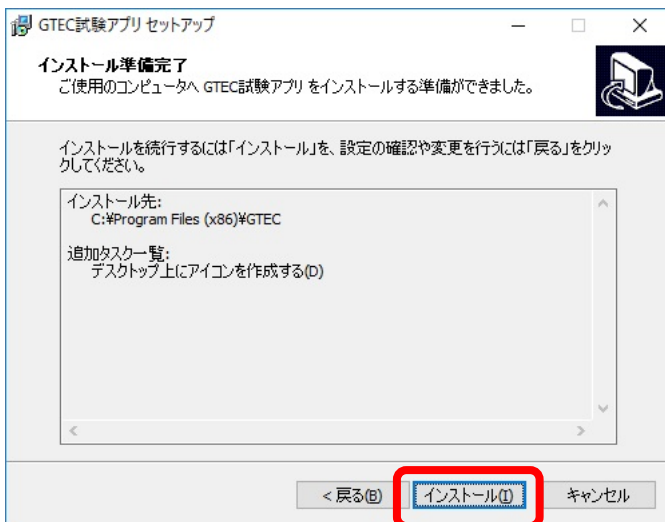 GTEC試験アプリ セットアップ
インストール準備完了
ご使用のコンピュータへ GTEC試験アプリ をインストールする準備ができました。
インストールを続行するには「インストール」を、設定の確認や変更を行うには「戻る」をクリッ
クしてください。
インストール先:
C:¥Program Files (x86)¥GTEC
追加タスク一覧:
デスクトップ上にアイコンを作成する(D)
< 戻る(B)
インストール(I)
キャンセル